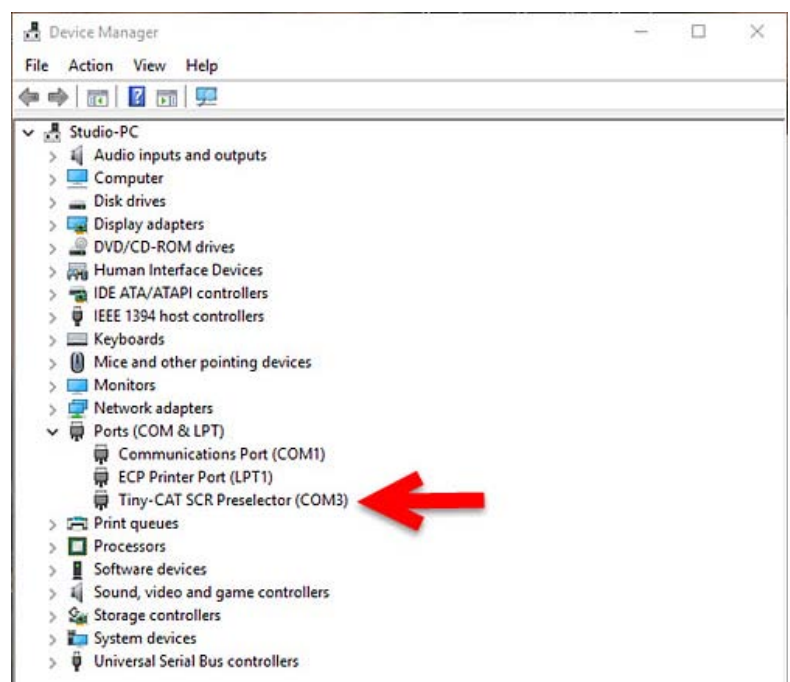 Device Manager
File Action View Help
Studio-PC
Audio inputs and outputs
Computer
Disk drives
Display adapters
DVD/CD-ROM drives
Human Interface Devices
IDE ATA/ATAPI controllers
IEEE 1394 host controllers
Keyboards
Mice and other pointing devices
Monitors
Network adapters
Ports (COM & LPT)
Communications Port (COM1)
ECP Printer Port (LPT1)
Tiny-CAT SCR Preselector (COM3)
Print queues
Processors
Software devices
Sound, video and game controllers
Storage controllers
System devices
Universal Serial Bus controllers